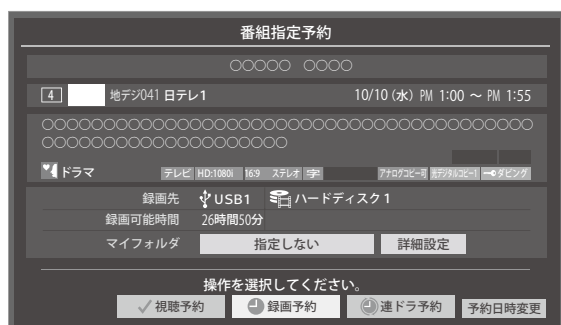 番組指定予約
○○○○○ ○○○○
4 地デジ041 日テレ1 10/10 (水) PM 1:00 ～ PM 1:55
○○○○○○○○○○○○○○○○○○○○○○○○○○○○○○○○○○○○○○○○
○○○○○○○○○○○○○○○○○○○○
ドラマ テレビ HD:1080i 16:9 ステレオ 字 アナログコピー可 光デジタルコピー1 ダビング
録画先 USB1 ハードディスク1
録画可能時間 26時間50分
マイフォルダ 指定しない 詳細設定
操作を選択してください。
視聴予約 録画予約 連ドラ予約 予約日時変更